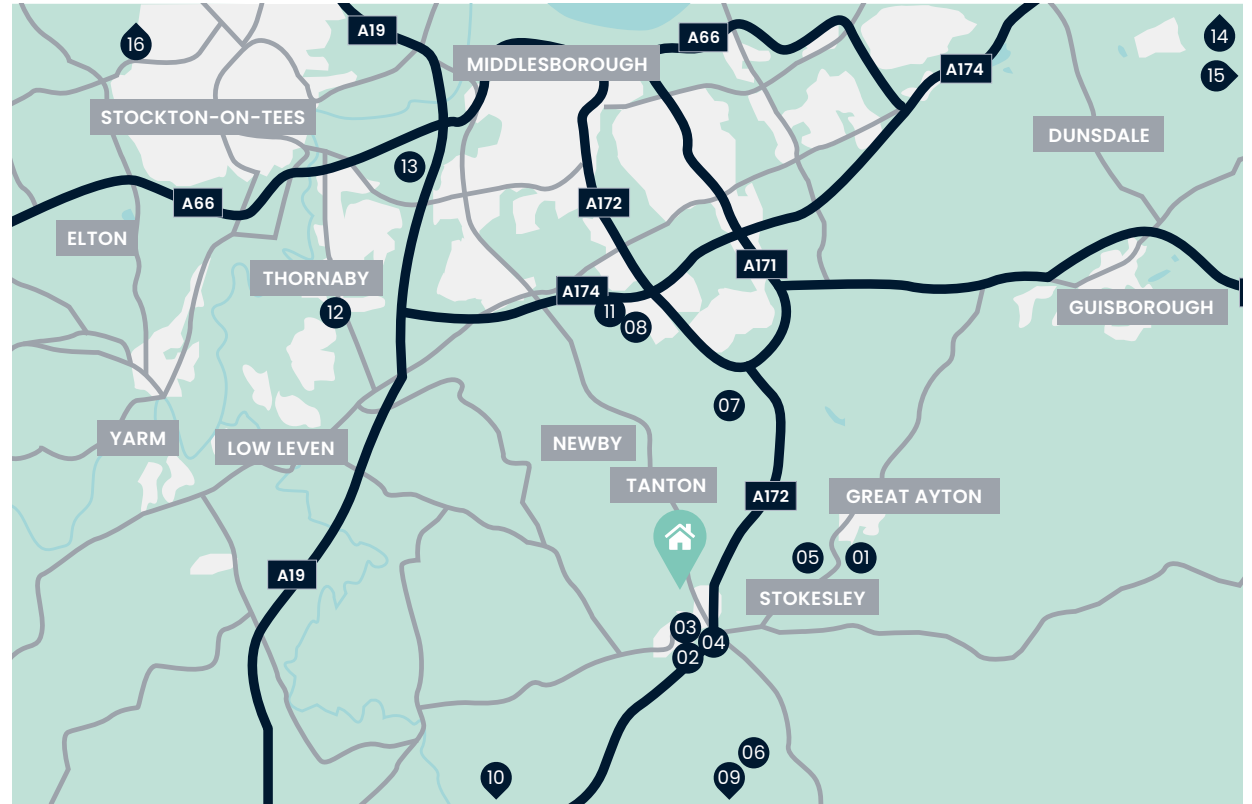 A19
A66
14
16
MIDDLESBOROUGH
A174
15
STOCKTON-ON-TEES
DUNSDALE
13
A66
A172
ELTON
A171
THORNABY
A174
GUISBOROUGH
12
11
08
07
YARM
NEWBY
LOW LEVEN
TANTON
A172
GREAT AYTON
05
01
A19
STOKESLEY
03
04
02
06
10
09